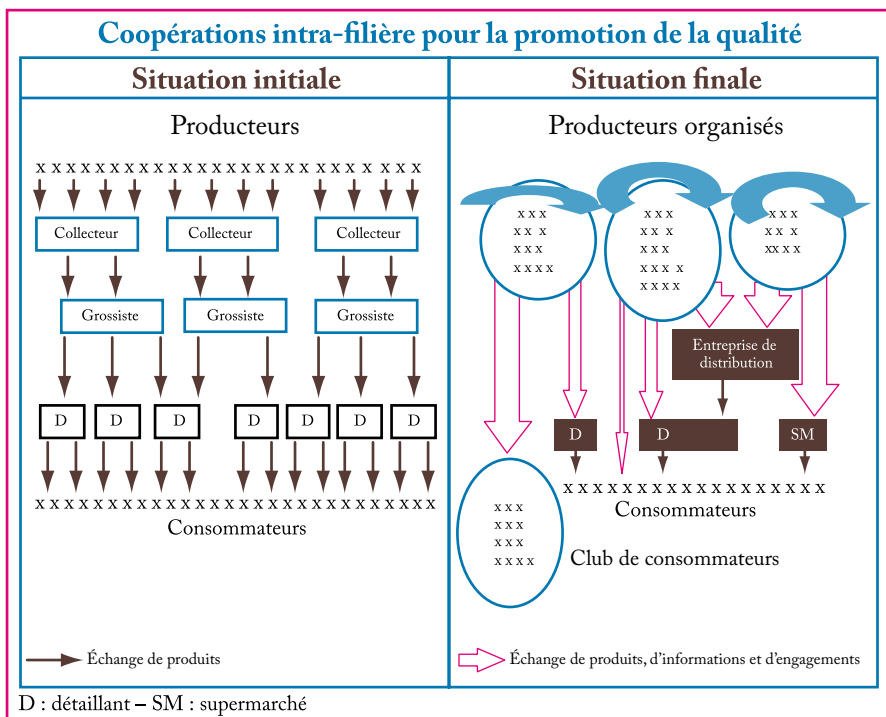 Coopérations intra-filière pour la promotion de la qualité
Situation initiale
Producteurs
x x x x x x x x x x x x x x x x x x x x x x x x x x
Collecteur Collecteur Collecteur
Grossiste Grossiste Grossiste
D D D D D D D
x x x x x x x x x x x x x x x x x x x x x x x x x x x x
Consommateurs
Échange de produits
Situation finale
Producteurs organisés
x x x
x x x
x x x
x x x x
x x x
x x x
x x x
x x x x
x x x x
x x x
x x x
xx x x
Entreprise de
distribution
D D SM
x x x x x x x x x x x x x x x x x x
Consommateurs
x x x
x x x
x x x
x x x x
Club de consommateurs
Échange de produits, d'informations et d'engagements
D : détaillant – SM : supermarché